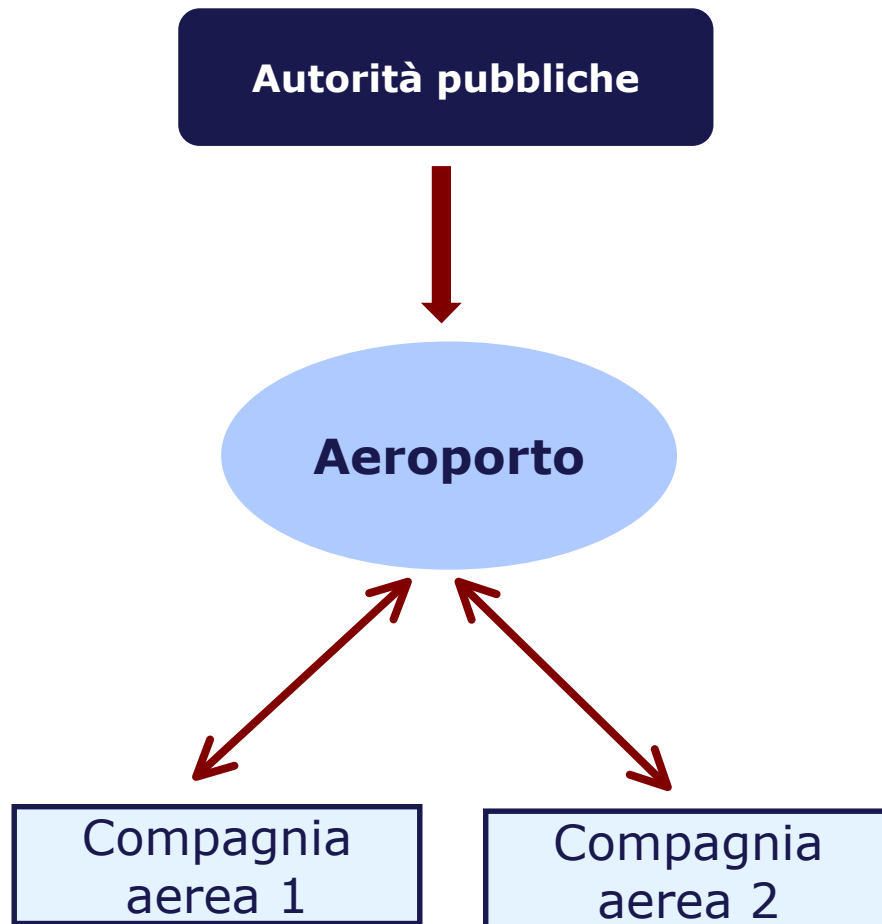 Autorità pubbliche
Aeroporto
Compagnia
aerea 1
Compagnia
aerea 2